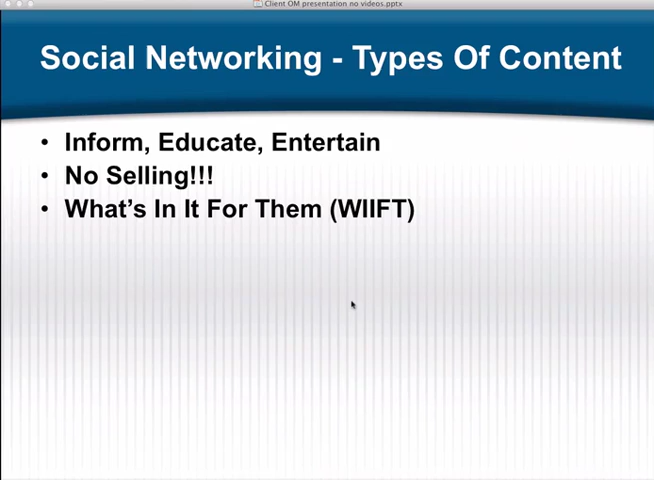 Client OM presentation no videos.pptx
Social Networking - Types Of Content
• Inform, Educate, Entertain
• No Selling!!!
• What's In It For Them (WIIFT)